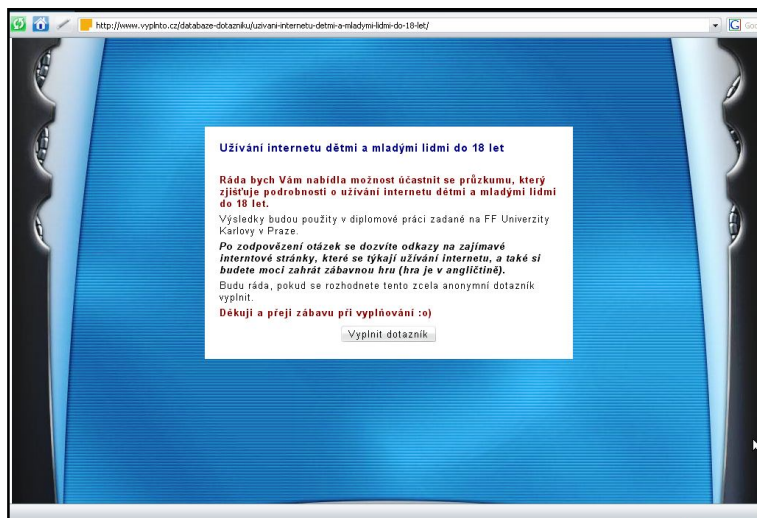 http://www.vyplnto.cz/databaze-dotazniku/uzivani-internetu-detmi-a-mladymi-lidmi-do-18-let/
G Goo
Užívání internetu dětmi a mladými lidmi do 18 let
Ráda bych Vám nabídla možnost účastnit se průzkumu, který
zjišťuje podrobnosti o užívání internetu dětmi a mladými lidmi
do 18 let.
Výsledky budou použity v diplomové práci zadané na FF Univerzity
Karlovy v Praze.
Po zodpovězení otázek se dozvíte odkazy na zajímavé
interntové stránky, které se týkají užívání internetu, a také si
budete moci zahrát zábavnou hru (hra je v angličtině).
Budu ráda, pokud se rozhodnete tento zcela anonymní dotazník
vyplnit.
Děkuji a přeji zábavu při vyplňování :o)
Vyplnit dotazník